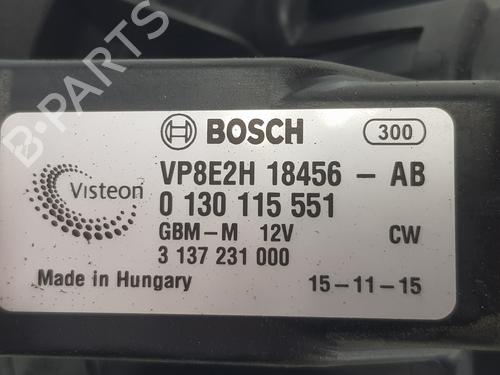 B-PARTS
BOSCH
300
Visteon
VP8E2H 18456 - AB
0 130 115 551
GBM-M 12V
CW
3 137 231 000
Made in Hungary
15-11-15